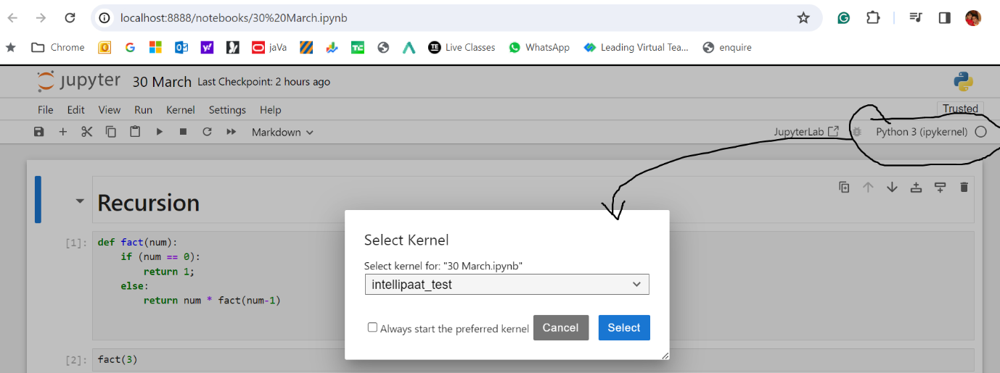 localhost:8888/notebooks/30%20March.ipynb
Chrome jaVa TC TE Live Classes WhatsApp Leading Virtual Tea... enquire
jupyter 30 March Last Checkpoint: 2 hours ago
File Edit View Run Kernel Settings Help Trusted
Markdown JupyterLab Python 3 (ipykernel)
Recursion
[1]: def fact(num):
if (num == 0):
return 1;
else:
return num * fact(num-1)
Select Kernel
Select kernel for: "30 March.ipynb"
intellipaat_test
Always start the preferred kernel Cancel Select
[2]: fact(3)